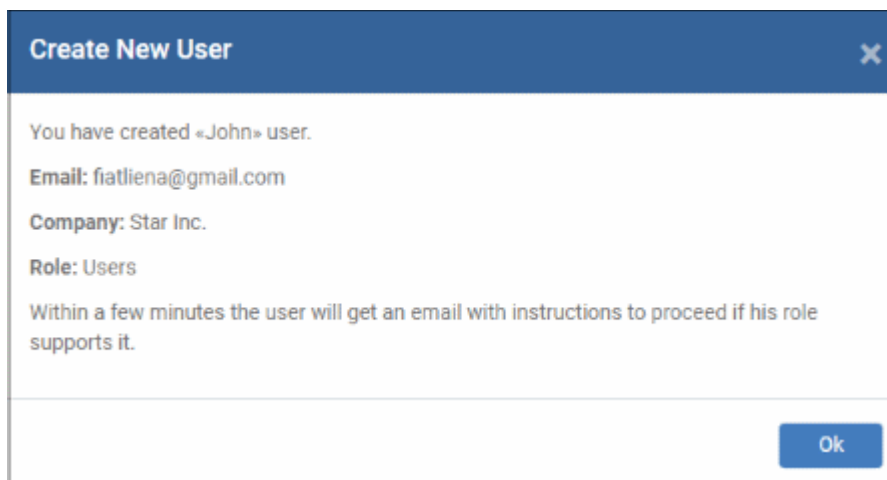 Create New User
You have created «John» user.
Email: fiatliena@gmail.com
Company: Star Inc.
Role: Users
Within a few minutes the user will get an email with instructions to proceed if his role
supports it.
Ok